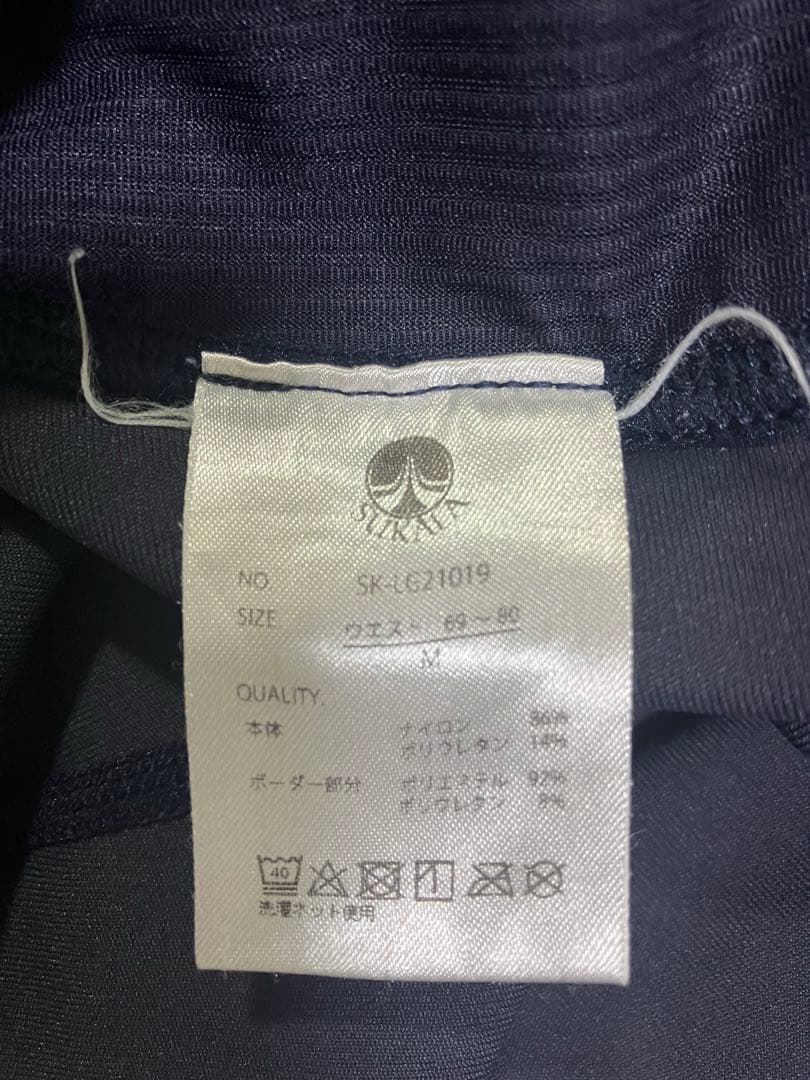 SUKALA
NO. SK-LG21019
SIZE. ウエスト 69～80
M
QUALITY.
本体 ナイロン 86%
ポリウレタン 14%
ボーダー部分 ポリエステル 92%
ポリウレタン 8%
40
洗濯ネット使用